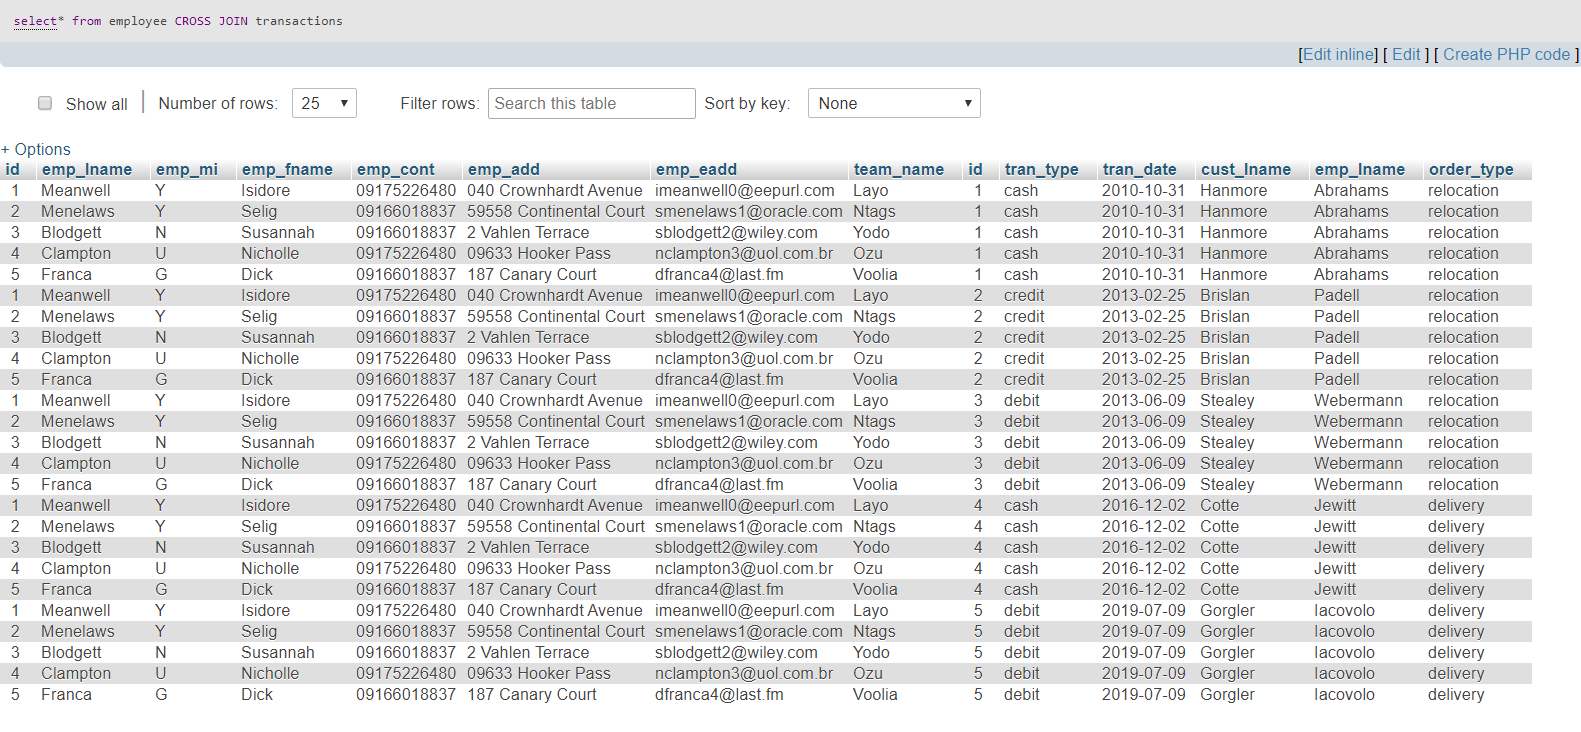 select* from employee CROSS JOIN transactions
[Edit inline] [ Edit ] [ Create PHP code ]
Show all Number of rows: 25 Filter rows: Search this table Sort by key: None
+ Options
id emp_lname emp_mi emp_fname emp_cont emp_add emp_eadd team_name id tran_type tran_date cust_lname emp_lname order_type
1 Meanwell Y Isidore 09175226480 040 Crownhardt Avenue imeanwell0@eepurl.com Layo 1 cash 2010-10-31 Hanmore Abrahams relocation
2 Menelaws Y Selig 09166018837 59558 Continental Court smenelaws1@oracle.com Ntags 1 cash 2010-10-31 Hanmore Abrahams relocation
3 Blodgett N Susannah 09166018837 2 Vahlen Terrace sblodgett2@wiley.com Yodo 1 cash 2010-10-31 Hanmore Abrahams relocation
4 Clampton U Nicholle 09175226480 09633 Hooker Pass nclampton3@uol.com.br Ozu 1 cash 2010-10-31 Hanmore Abrahams relocation
5 Franca G Dick 09166018837 187 Canary Court dfranca4@last.fm Voolia 1 cash 2010-10-31 Hanmore Abrahams relocation
1 Meanwell Y Isidore 09175226480 040 Crownhardt Avenue imeanwell0@eepurl.com Layo 2 credit 2013-02-25 Brislan Padell relocation
2 Menelaws Y Selig 09166018837 59558 Continental Court smenelaws1@oracle.com Ntags 2 credit 2013-02-25 Brislan Padell relocation
3 Blodgett N Susannah 09166018837 2 Vahlen Terrace sblodgett2@wiley.com Yodo 2 credit 2013-02-25 Brislan Padell relocation
4 Clampton U Nicholle 09175226480 09633 Hooker Pass nclampton3@uol.com.br Ozu 2 credit 2013-02-25 Brislan Padell relocation
5 Franca G Dick 09166018837 187 Canary Court dfranca4@last.fm Voolia 2 credit 2013-02-25 Brislan Padell relocation
1 Meanwell Y Isidore 09175226480 040 Crownhardt Avenue imeanwell0@eepurl.com Layo 3 debit 2013-06-09 Stealey Webermann relocation
2 Menelaws Y Selig 09166018837 59558 Continental Court smenelaws1@oracle.com Ntags 3 debit 2013-06-09 Stealey Webermann relocation
3 Blodgett N Susannah 09166018837 2 Vahlen Terrace sblodgett2@wiley.com Yodo 3 debit 2013-06-09 Stealey Webermann relocation
4 Clampton U Nicholle 09175226480 09633 Hooker Pass nclampton3@uol.com.br Ozu 3 debit 2013-06-09 Stealey Webermann relocation
5 Franca G Dick 09166018837 187 Canary Court dfranca4@last.fm Voolia 3 debit 2013-06-09 Stealey Webermann relocation
1 Meanwell Y Isidore 09175226480 040 Crownhardt Avenue imeanwell0@eepurl.com Layo 4 cash 2016-12-02 Cotte Jewitt delivery
2 Menelaws Y Selig 09166018837 59558 Continental Court smenelaws1@oracle.com Ntags 4 cash 2016-12-02 Cotte Jewitt delivery
3 Blodgett N Susannah 09166018837 2 Vahlen Terrace sblodgett2@wiley.com Yodo 4 cash 2016-12-02 Cotte Jewitt delivery
4 Clampton U Nicholle 09175226480 09633 Hooker Pass nclampton3@uol.com.br Ozu 4 cash 2016-12-02 Cotte Jewitt delivery
5 Franca G Dick 09166018837 187 Canary Court dfranca4@last.fm Voolia 4 cash 2016-12-02 Cotte Jewitt delivery
1 Meanwell Y Isidore 09175226480 040 Crownhardt Avenue imeanwell0@eepurl.com Layo 5 debit 2019-07-09 Gorgler Iacovolo delivery
2 Menelaws Y Selig 09166018837 59558 Continental Court smenelaws1@oracle.com Ntags 5 debit 2019-07-09 Gorgler Iacovolo delivery
3 Blodgett N Susannah 09166018837 2 Vahlen Terrace sblodgett2@wiley.com Yodo 5 debit 2019-07-09 Gorgler Iacovolo delivery
4 Clampton U Nicholle 09175226480 09633 Hooker Pass nclampton3@uol.com.br Ozu 5 debit 2019-07-09 Gorgler Iacovolo delivery
5 Franca G Dick 09166018837 187 Canary Court dfranca4@last.fm Voolia 5 debit 2019-07-09 Gorgler Iacovolo delivery